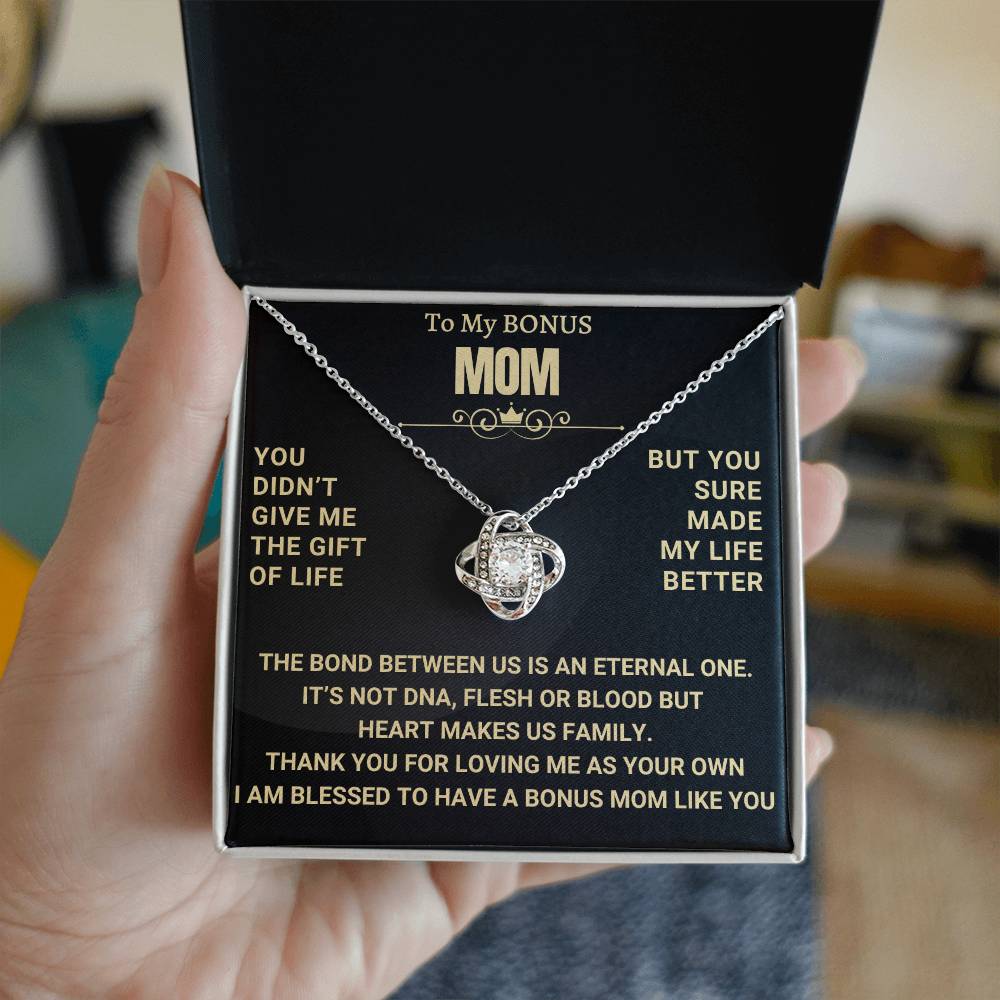 To My BONUS
MOM
YOU
DIDN'T
GIVE ME
THE GIFT
OF LIFE
BUT YOU
SURE
MADE
MY LIFE
BETTER
THE BOND BETWEEN US IS AN ETERNAL ONE.
IT'S NOT DNA, FLESH OR BLOOD BUT
HEART MAKES US FAMILY.
THANK YOU FOR LOVING ME AS YOUR OWN
I AM BLESSED TO HAVE A BONUS MOM LIKE YOU